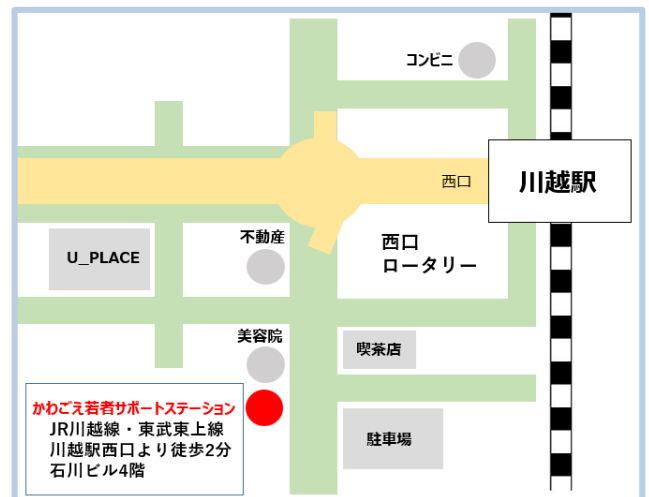 コンビニ
西口
川越駅
不動産
西口
ロータリー
U_PLACE
美容院
喫茶店
かわごえ若者サポートステーション
JR川越線・東武東上線
川越駅西口より徒歩2分
石川ビル4階
駐車場